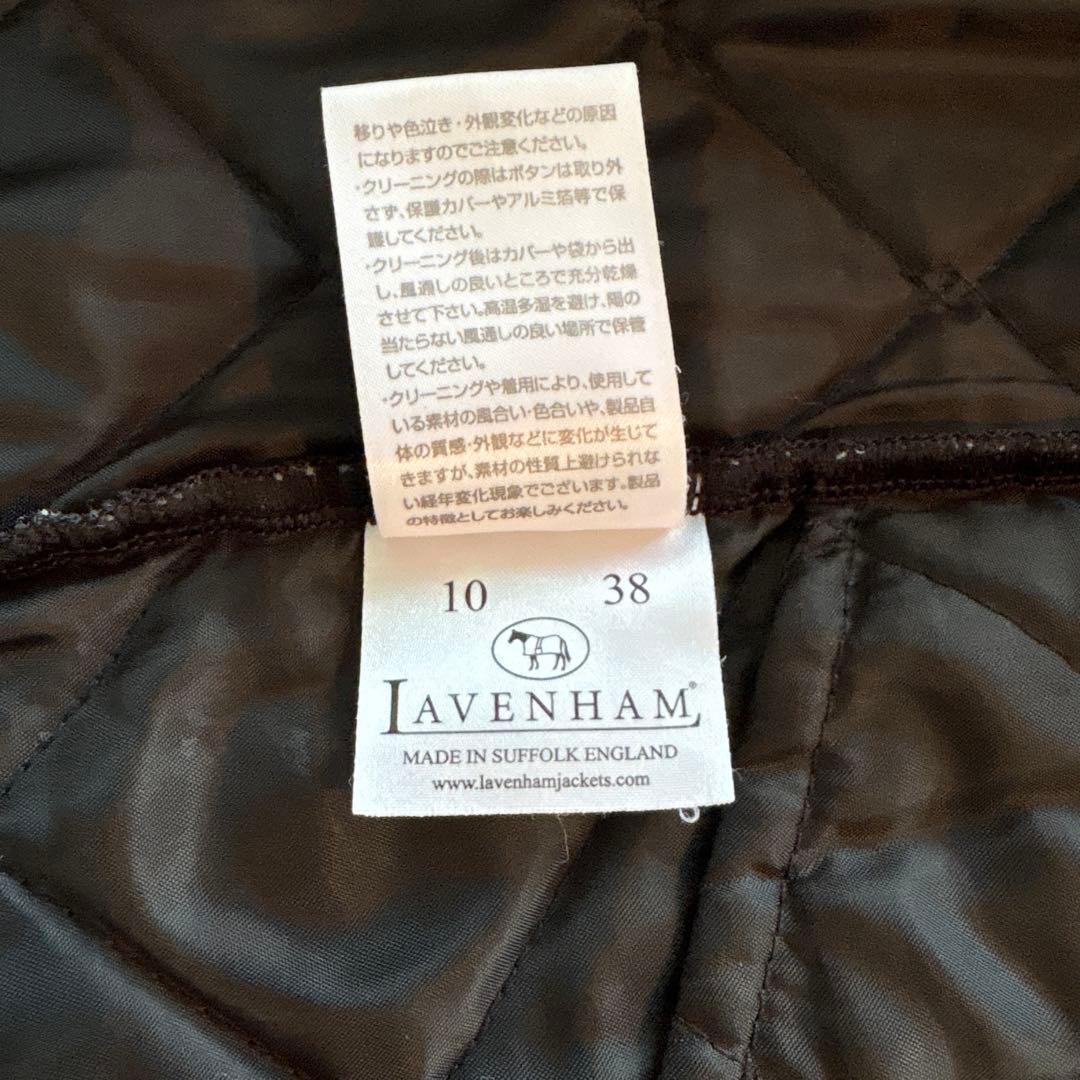 移りや色泣き・外観変化などの原因
になりますのでご注意ください。
・クリーニングの際はボタンは取り外
さず、保護カバーやアルミ箔等で保
護してください。
・クリーニング後はカバーや袋から出
し、風通しの良いところで充分乾燥
させて下さい。高温多湿を避け、陽の
当たらない風通しの良い場所で保管
してください。
・クリーニングや着用により、使用して
いる素材の風合い・色合いや、製品自
体の質感・外観などに変化が生じて
きますが、素材の性質上避けられな
い経年変化現象でございます。製品
の特徴としてお楽しみください。
10 38
LAVENHAM®
MADE IN SUFFOLK ENGLAND
www.lavenhamjackets.com